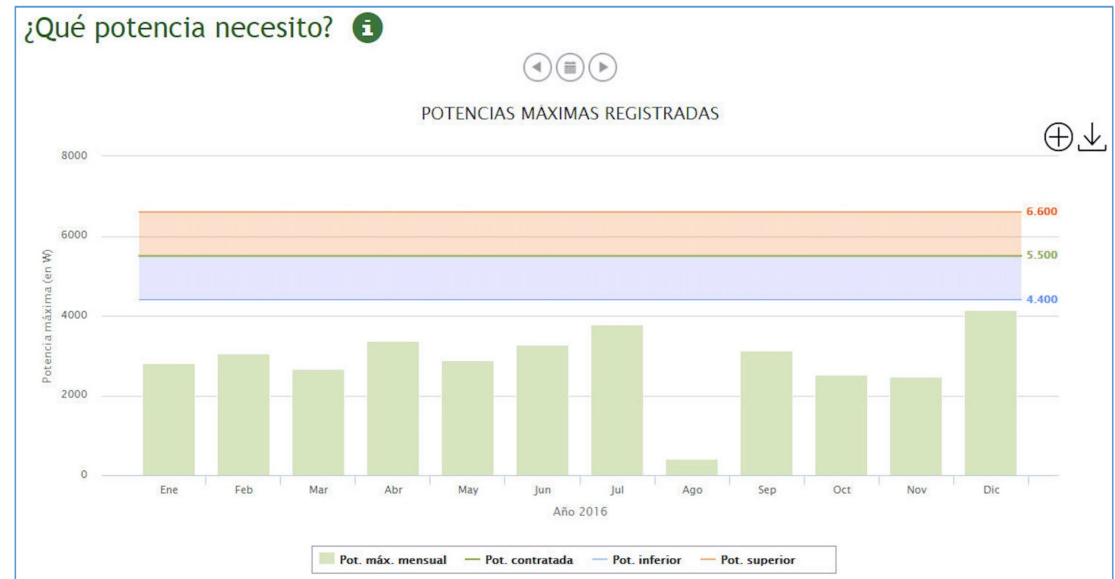 ¿Qué potencia necesito? i
POTENCIAS MÁXIMAS REGISTRADAS
8000
6.600
6000
5.500
4.400
4000
2000
0
Potencia máxima (en W)
Ene Feb Mar Abr May Jun Jul Ago Sep Oct Nov Dic
Año 2016
Pot. máx. mensual Pot. contratada Pot. inferior Pot. superior